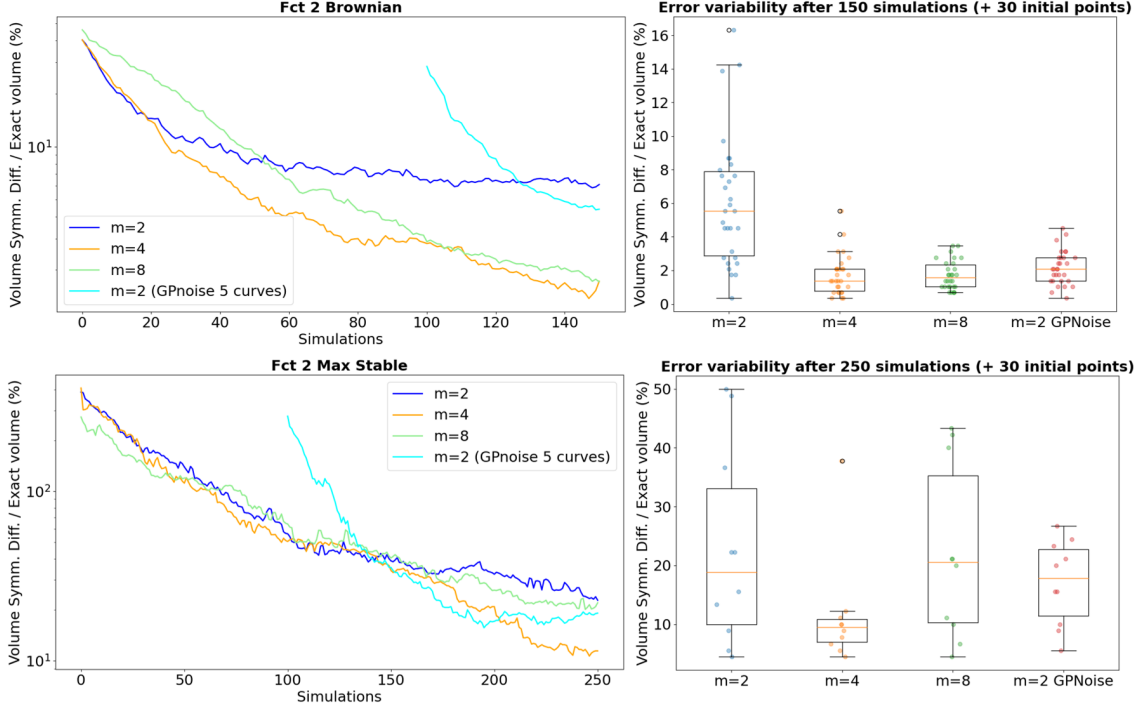 Fct 2 Brownian
Volume Symm. Diff. / Exact volume (%)
10¹
m=2
m=4
m=8
m=2 (GPnoise 5 curves)
0 20 40 60 80 100 120 140
Simulations
Error variability after 150 simulations (+ 30 initial points)
Volume Symm. Diff. / Exact volume (%)
16
14
12
10
8
6
4
2
0
m=2 m=4 m=8 m=2 GPNoise
Fct 2 Max Stable
Volume Symm. Diff. / Exact volume (%)
10²
10¹
m=2
m=4
m=8
m=2 (GPnoise 5 curves)
0 50 100 150 200 250
Simulations
Error variability after 250 simulations (+ 30 initial points)
Volume Symm. Diff. / Exact volume (%)
50
40
30
20
10
m=2 m=4 m=8 m=2 GPNoise